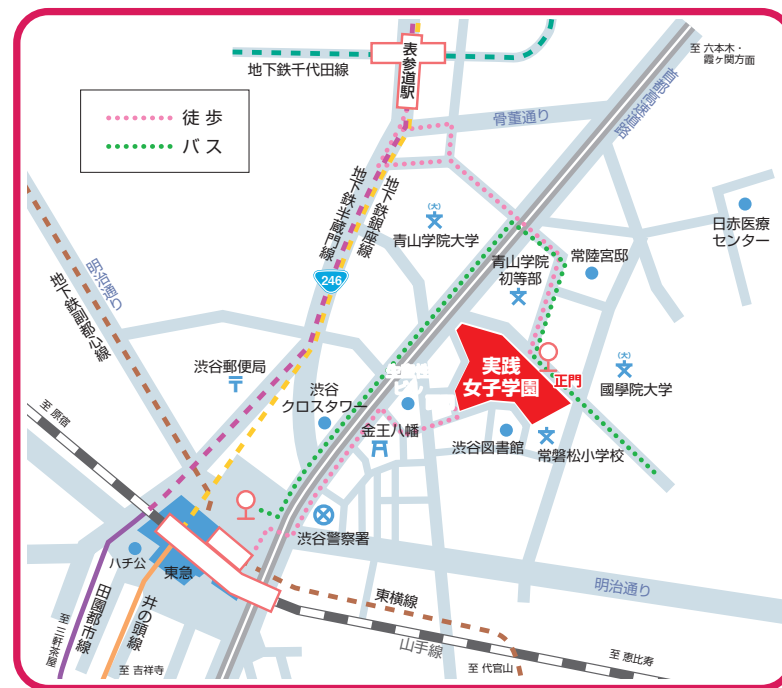 至 六本木・
霞ヶ関方面
表参道駅
地下鉄千代田線
首都高速道路
徒 歩
バ ス
骨董通り
地下鉄半蔵門線
地下鉄銀座線
(大)
青山学院大学
日赤医療
センター
青山学院
初等部
常陸宮邸
明治通り
地下鉄副都心線
246
渋谷郵便局
渋谷
クロスタワー
実践
女子学園
正門
(大)
國學院大学
至 原宿
金王八幡
渋谷図書館
常磐松小学校
渋谷警察署
ハチ公
東急
明治通り
東横線
山手線
田園都市線
井の頭線
至 三軒茶屋
至 吉祥寺
至 代官山
至 恵比寿